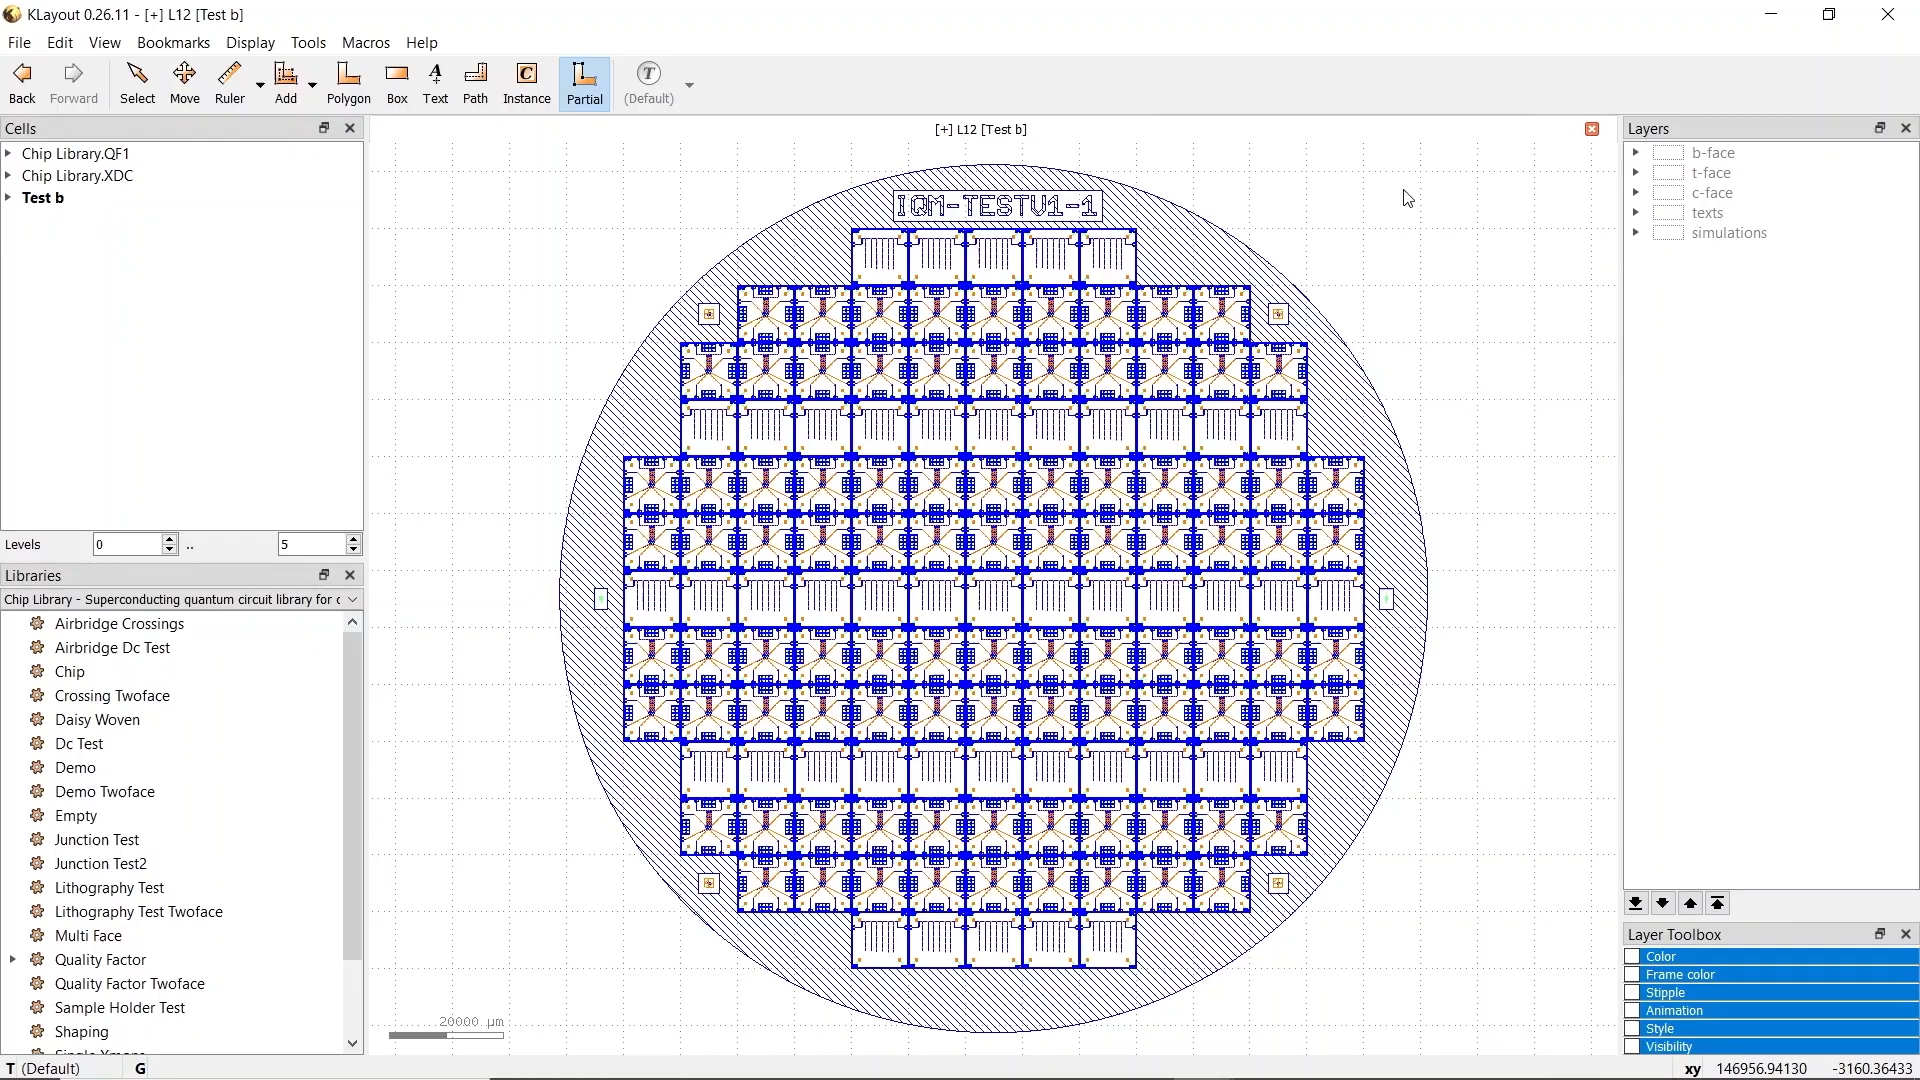 KLayout 0.26.11 - [+] L12 [Test b]
File Edit View Bookmarks Display Tools Macros Help
Back Forward Select Move Ruler Add Polygon Box A Text Path C Instance Partial T (Default)
Cells
[+] L12 [Test b]
Layers
Chip Library.QF1
Chip Library.XDC
Test b
b-face
t-face
c-face
texts
simulations
IQM-TESTV1-1
Levels 0 .. 5
Libraries
Chip Library - Superconducting quantum circuit library for c
Airbridge Crossings
Airbridge Dc Test
Chip
Crossing Twoface
Daisy Woven
Dc Test
Demo
Demo Twoface
Empty
Junction Test
Junction Test2
Lithography Test
Lithography Test Twoface
Multi Face
Quality Factor
Quality Factor Twoface
Sample Holder Test
Shaping
20000 µm
Layer Toolbox
Color
Frame color
Stipple
Animation
Style
Visibility
T (Default) G xy 146956.94130 -3160.36433